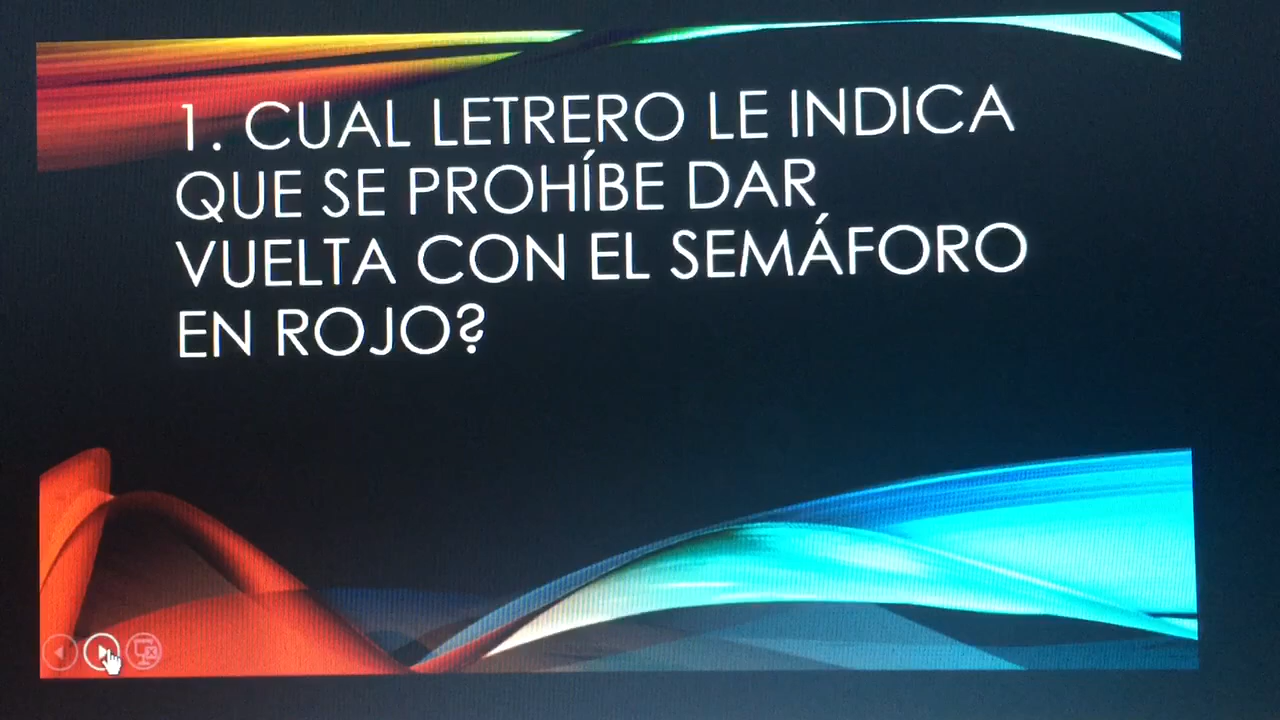 1. CUAL LETRERO LE INDICA
QUE SE PROHÍBE DAR
VUELTA CON EL SEMÁFORO
EN ROJO?